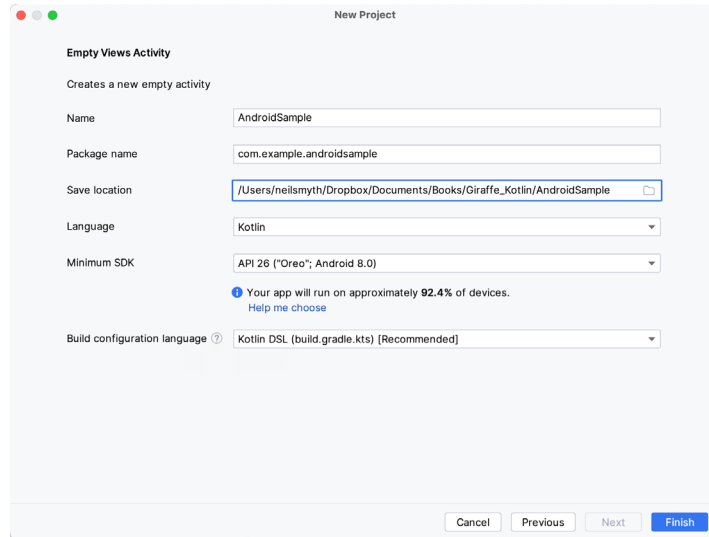 New Project
Empty Views Activity
Creates a new empty activity
Name AndroidSample
Package name com.example.androidsample
Save location /Users/neilsmyth/Dropbox/Documents/Books/Giraffe_Kotlin/AndroidSample
Language Kotlin
Minimum SDK API 26 ("Oreo"; Android 8.0)
Your app will run on approximately 92.4% of devices.
Help me choose
Build configuration language ? Kotlin DSL (build.gradle.kts) [Recommended]
Cancel Previous Next Finish